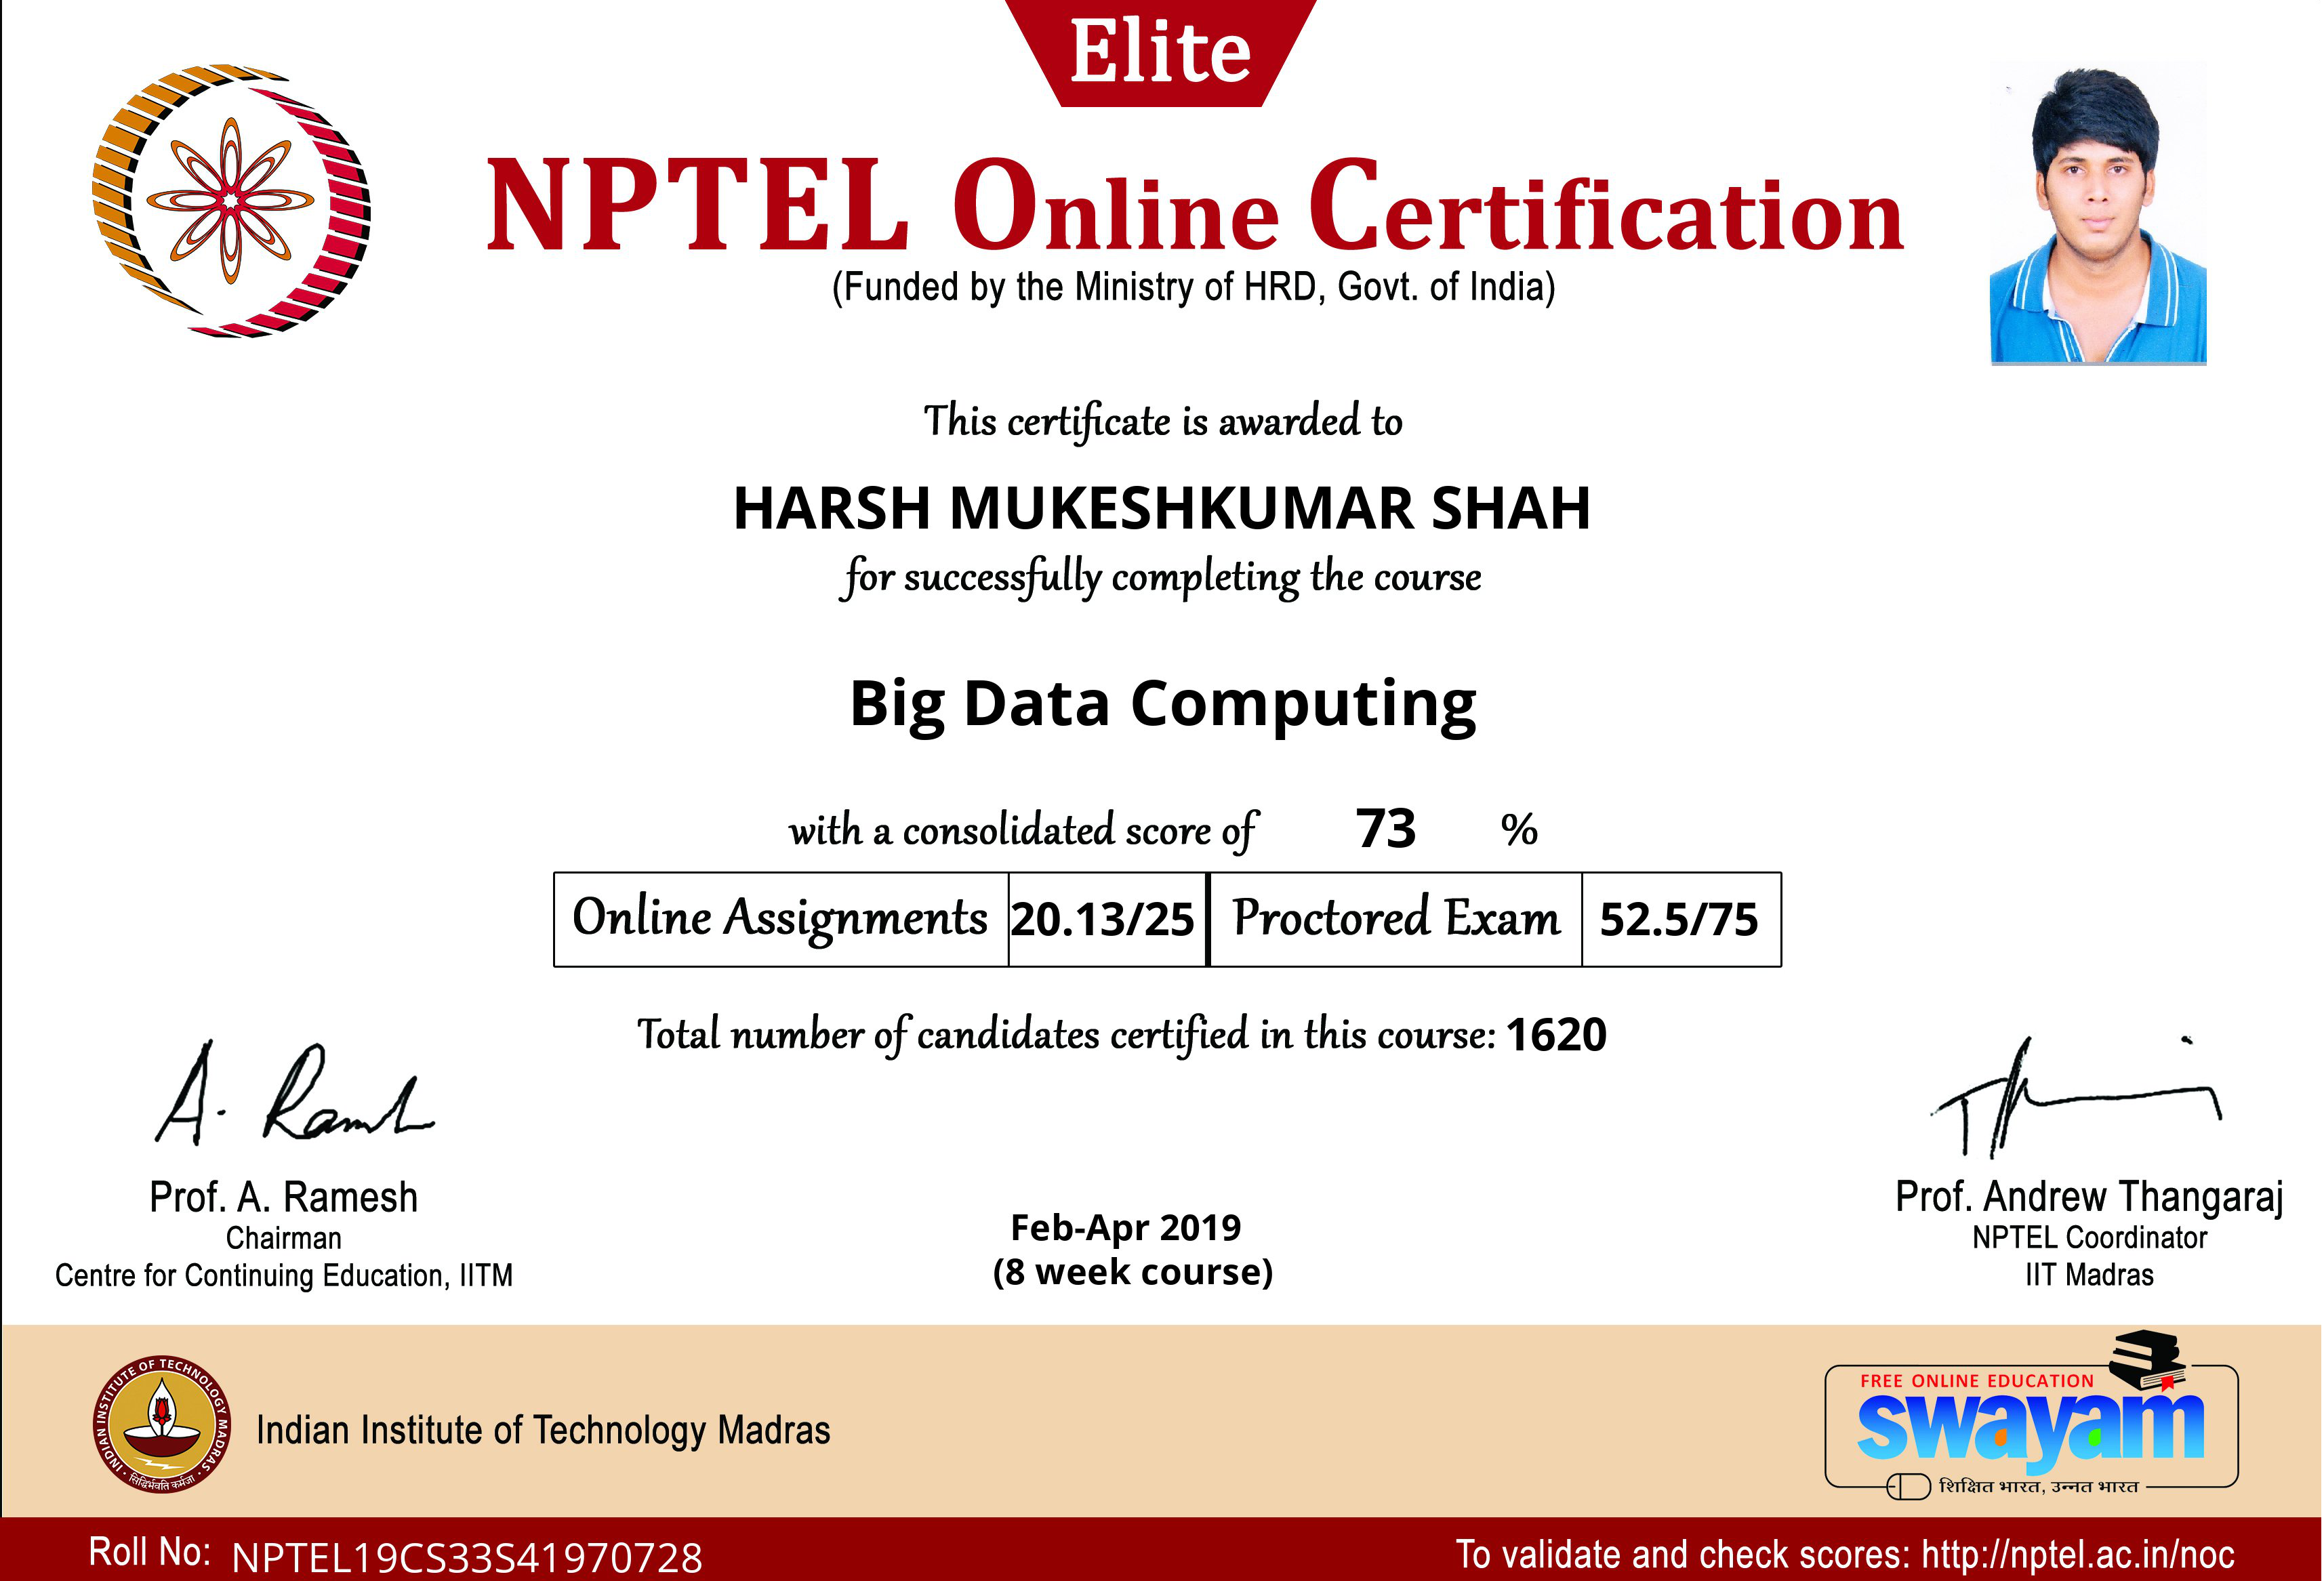 Elite
NPTEL Online Certification
(Funded by the Ministry of HRD, Govt. of India)
This certificate is awarded to
HARSH MUKESHKUMAR SHAH
for successfully completing the course
Big Data Computing
with a consolidated score of 73 %
Online Assignments 20.13/25 Proctored Exam 52.5/75
Total number of candidates certified in this course: 1620
A. Ramesh
Prof. A. Ramesh
Chairman
Centre for Continuing Education, IITM
Feb-Apr 2019
(8 week course)
Prof. Andrew Thangaraj
NPTEL Coordinator
IIT Madras
INDIAN INSTITUTE OF TECHNOLOGY MADRAS
सिद्धिर्भवति कर्मजा
Indian Institute of Technology Madras
FREE ONLINE EDUCATION
swayam
शिक्षित भारत, उन्नत भारत
Roll No: NPTEL19CS33S41970728
To validate and check scores: http://nptel.ac.in/noc